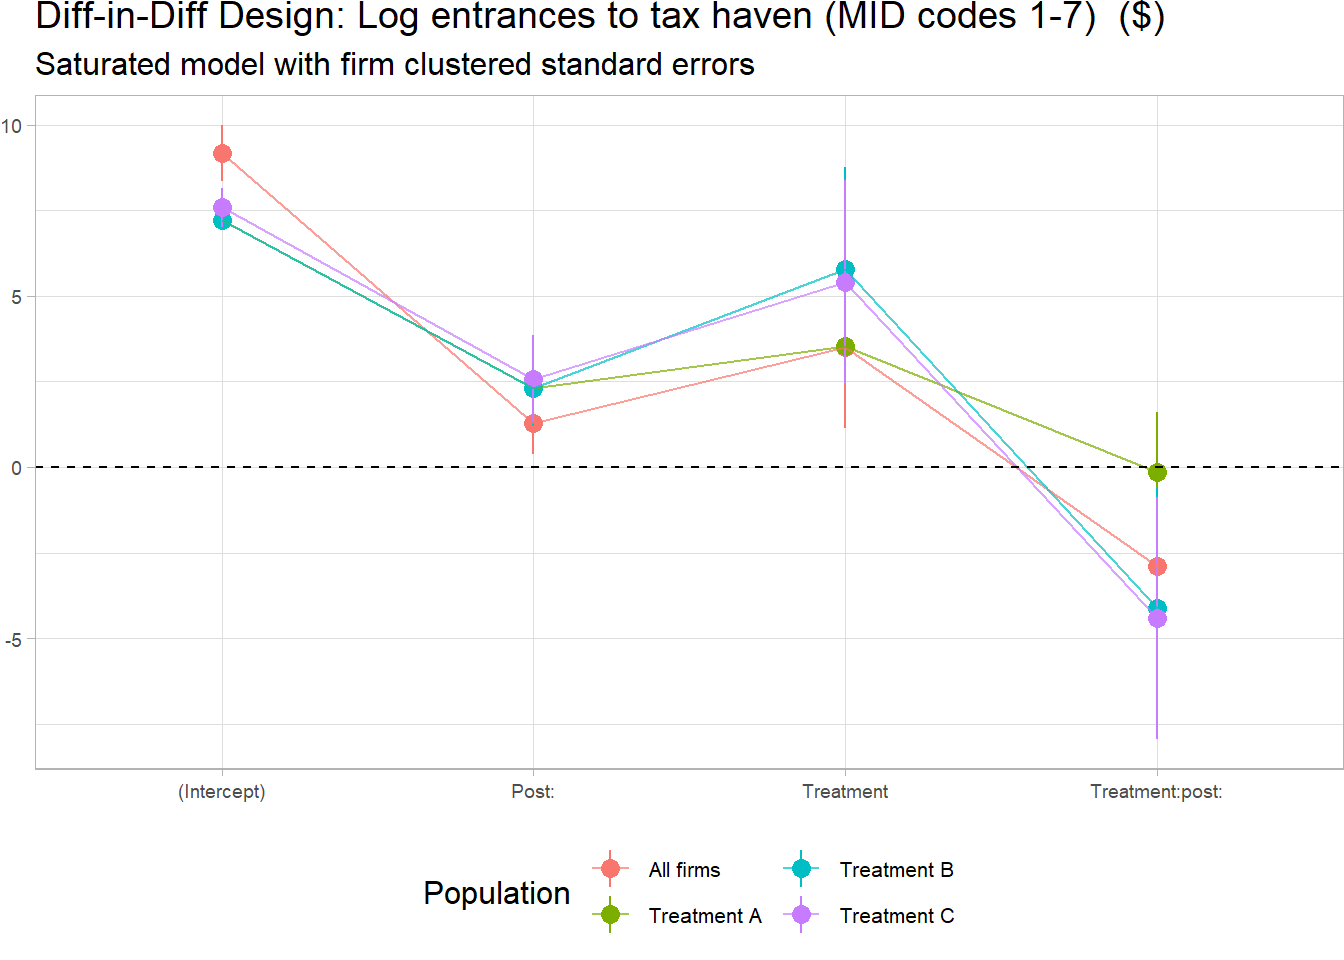 Diff-in-Diff Design: Log entrances to tax haven (MID codes 1-7)  ($)
Saturated model with firm clustered standard errors
10
5
0
-5
(Intercept) Post: Treatment Treatment:post:
Population
All firms Treatment B
Treatment A Treatment C